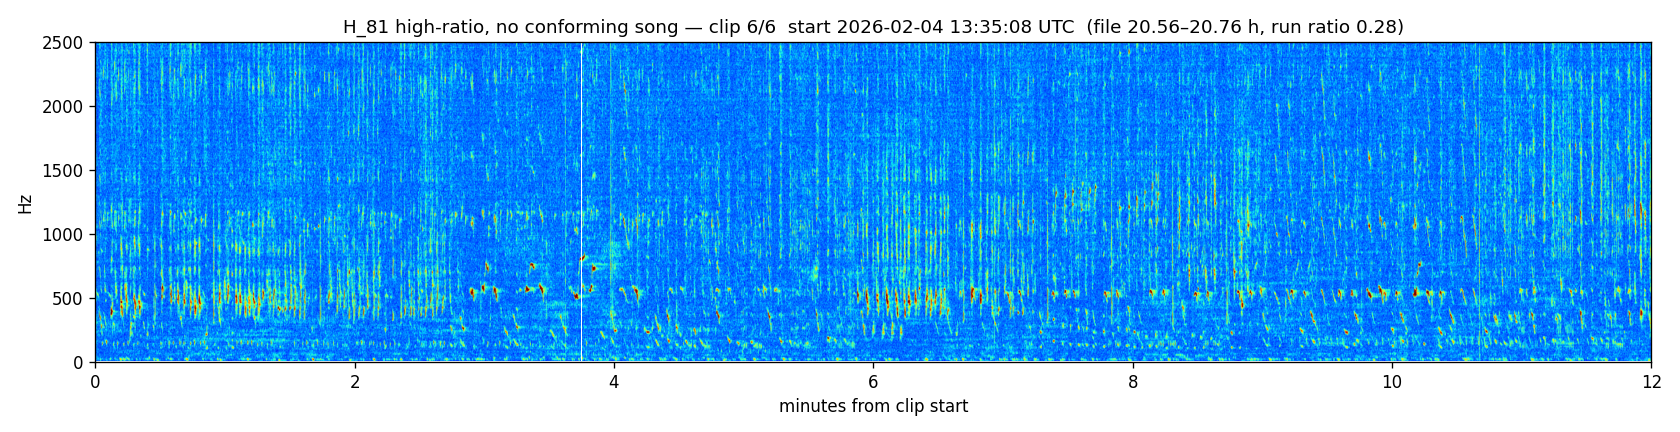 H_81 high-ratio, no conforming song — clip 6/6  start 2026-02-04 13:35:08 UTC  (file 20.56–20.76 h, run ratio 0.28)
2500
2000
1500
1000
500
0
Hz
0 2 4 6 8 10 12
minutes from clip start